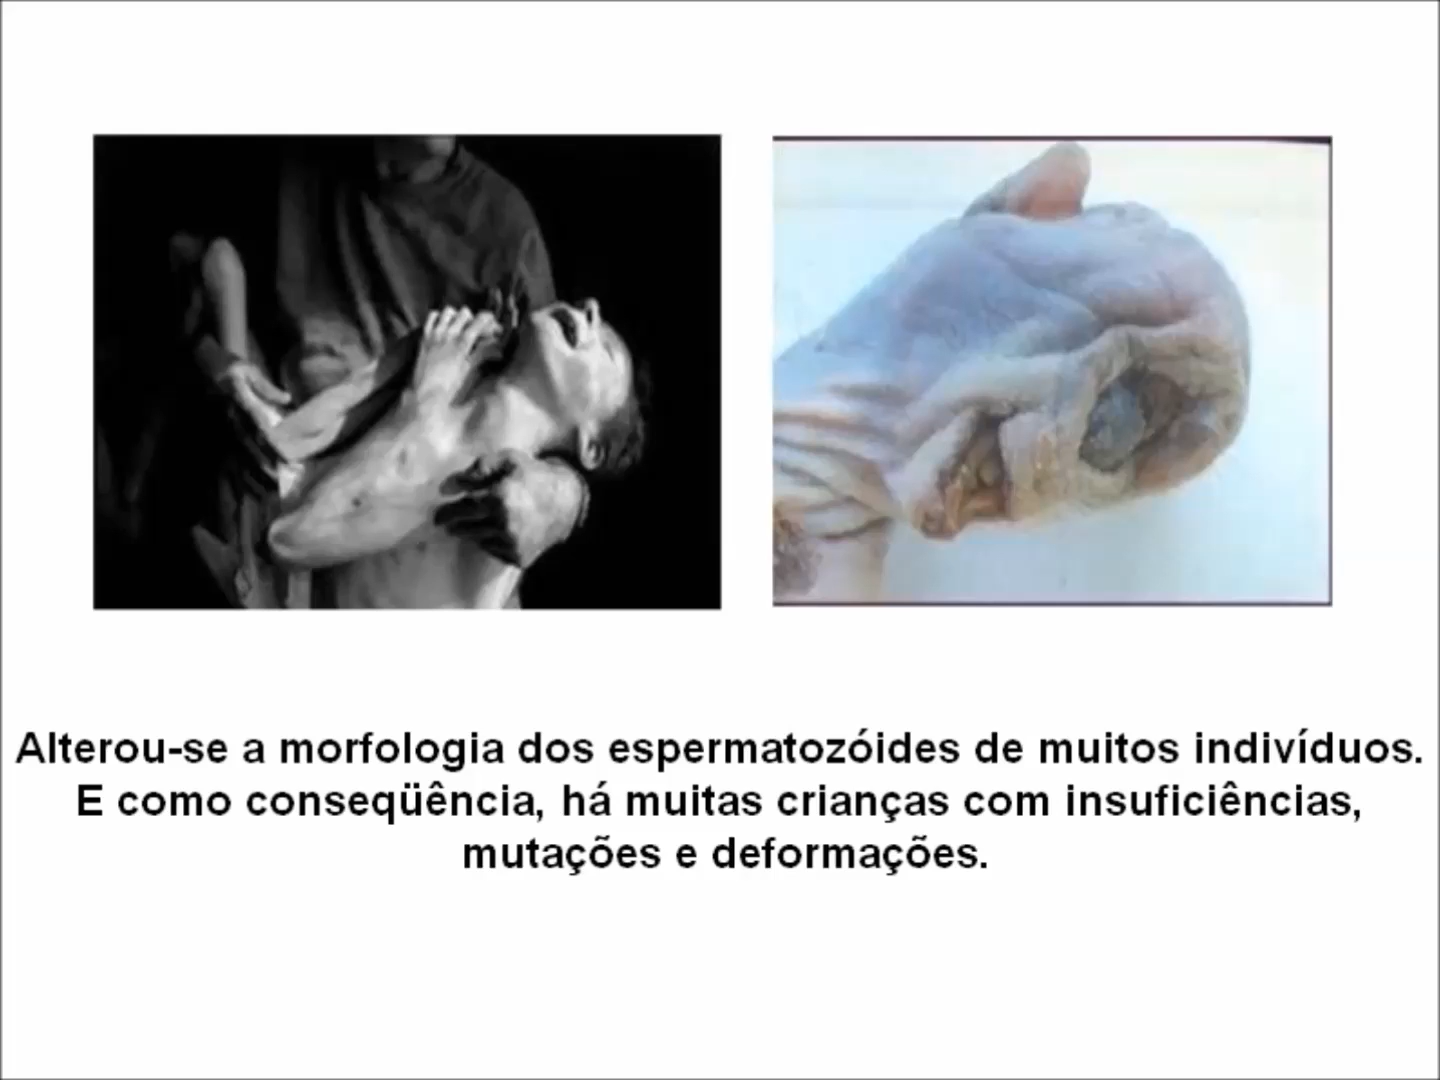 Alterou-se a morfologia dos espermatozóides de muitos indivíduos.
E como conseqüência, há muitas crianças com insuficiências,
mutações e deformações.